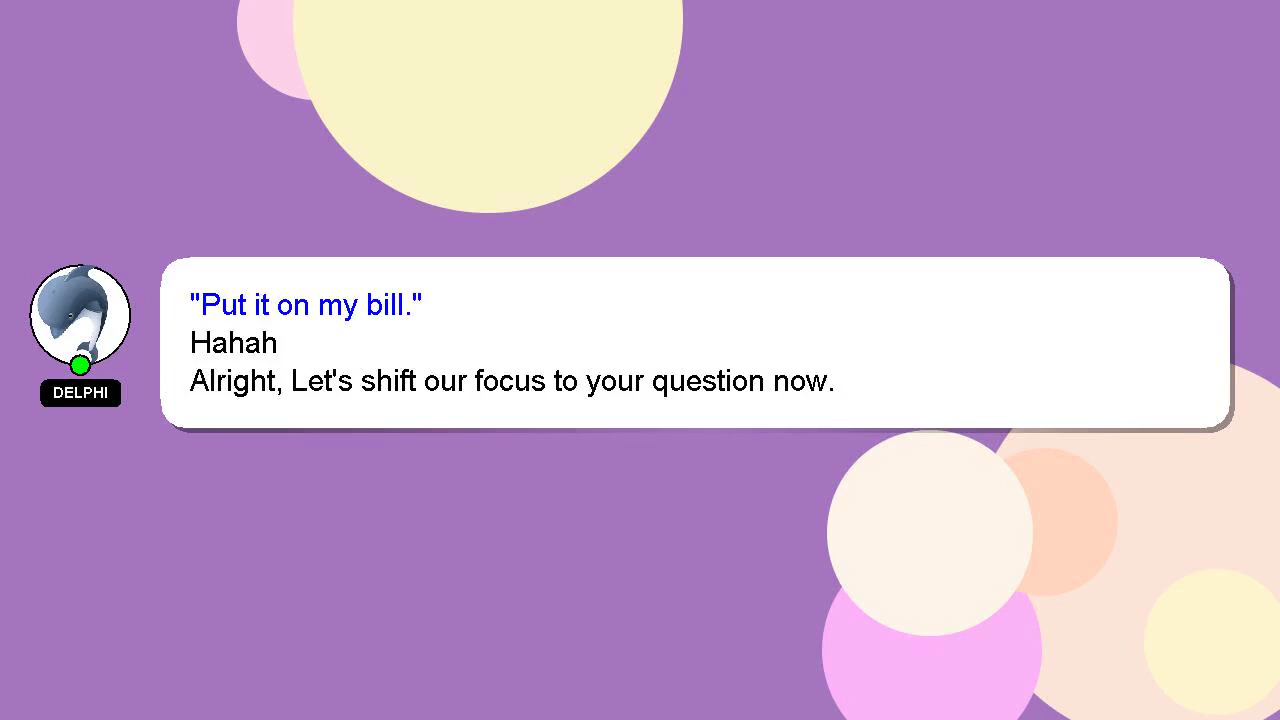 "Put it on my bill."
Hahah
Alright, Let's shift our focus to your question now.
DELPHI